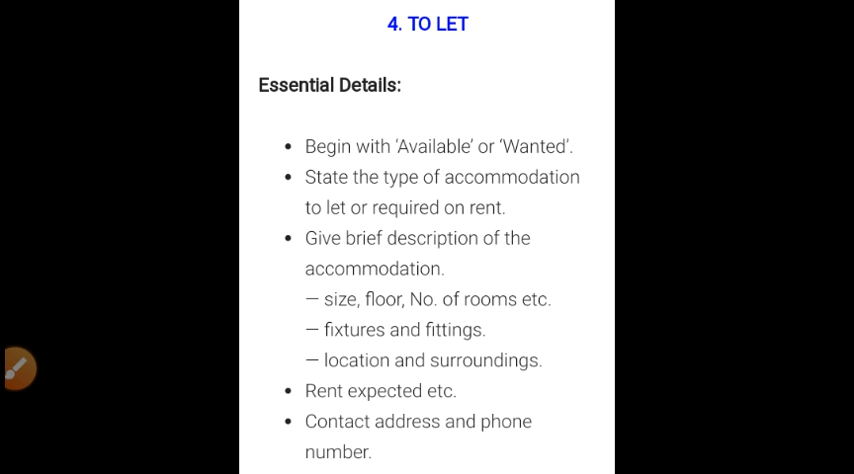 4. TO LET
Essential Details:
• Begin with ‘Available’ or ‘Wanted’.
• State the type of accommodation
to let or required on rent.
• Give brief description of the
accommodation.
— size, floor, No. of rooms etc.
— fixtures and fittings.
— location and surroundings.
• Rent expected etc.
• Contact address and phone
number.